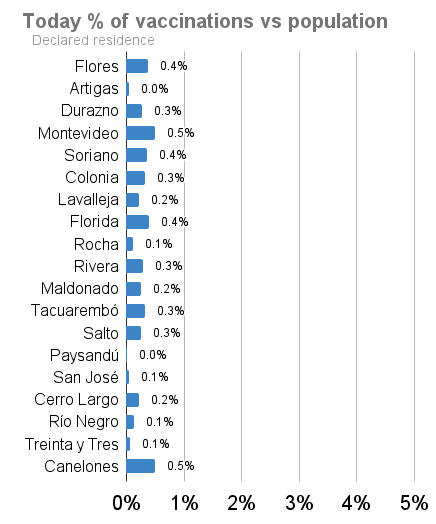 Today % of vaccinations vs population
Declared residence
Flores 0.4%
Artigas 0.0%
Durazno 0.3%
Montevideo 0.5%
Soriano 0.4%
Colonia 0.3%
Lavalleja 0.2%
Florida 0.4%
Rocha 0.1%
Rivera 0.3%
Maldonado 0.2%
Tacuarembó 0.3%
Salto 0.3%
Paysandú 0.0%
San José 0.1%
Cerro Largo 0.2%
Río Negro 0.1%
Treinta y Tres 0.1%
Canelones 0.5%
0% 1% 2% 3% 4% 5%